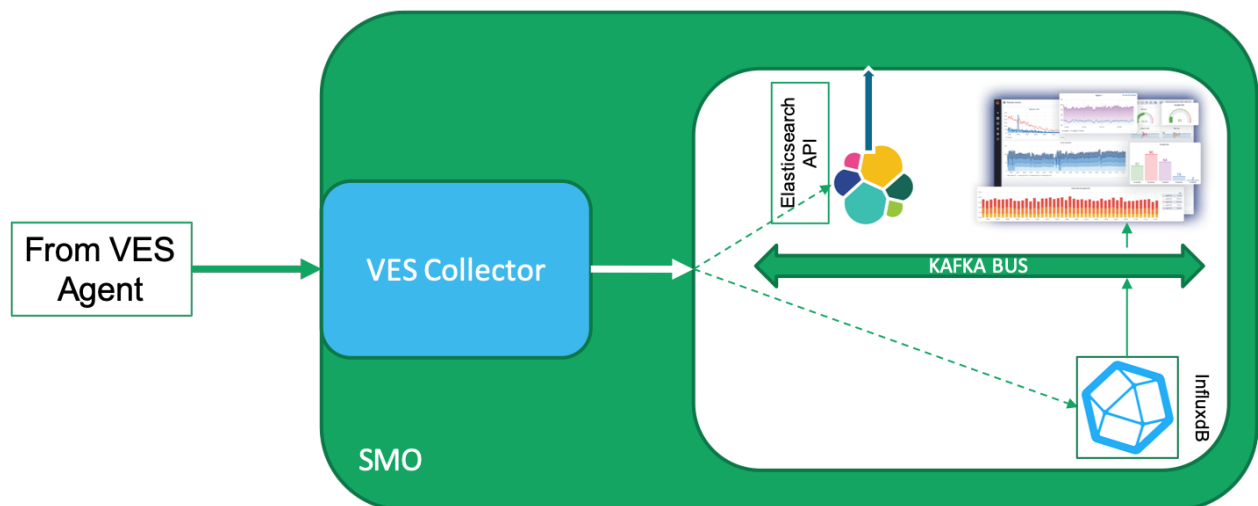 From VES
Agent
VES Collector
SMO
Elasticsearch
API
KAFKA BUS
InfluxdB